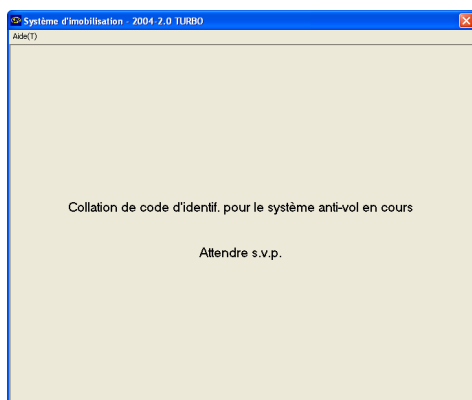 Système d'imobilisation - 2004-2.0 TURBO
Aide(T)
Collation de code d'identif. pour le système anti-vol en cours
Attendre s.v.p.